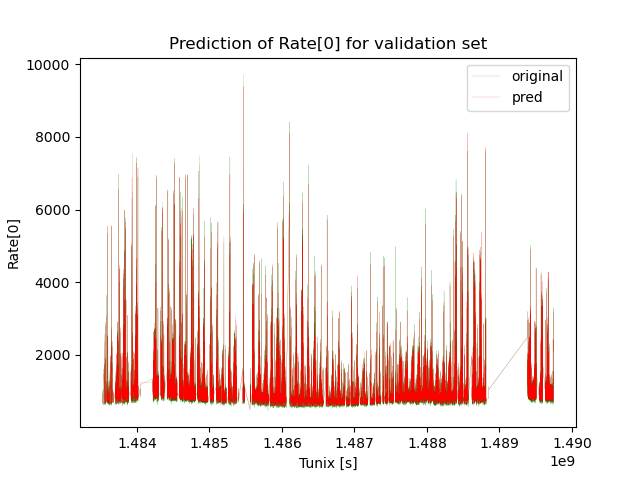 Prediction of Rate[0] for validation set
original
pred
Rate[0]
10000
8000
6000
4000
2000
1.484 1.485 1.486 1.487 1.488 1.489 1.490
Tunix [s]
1e9